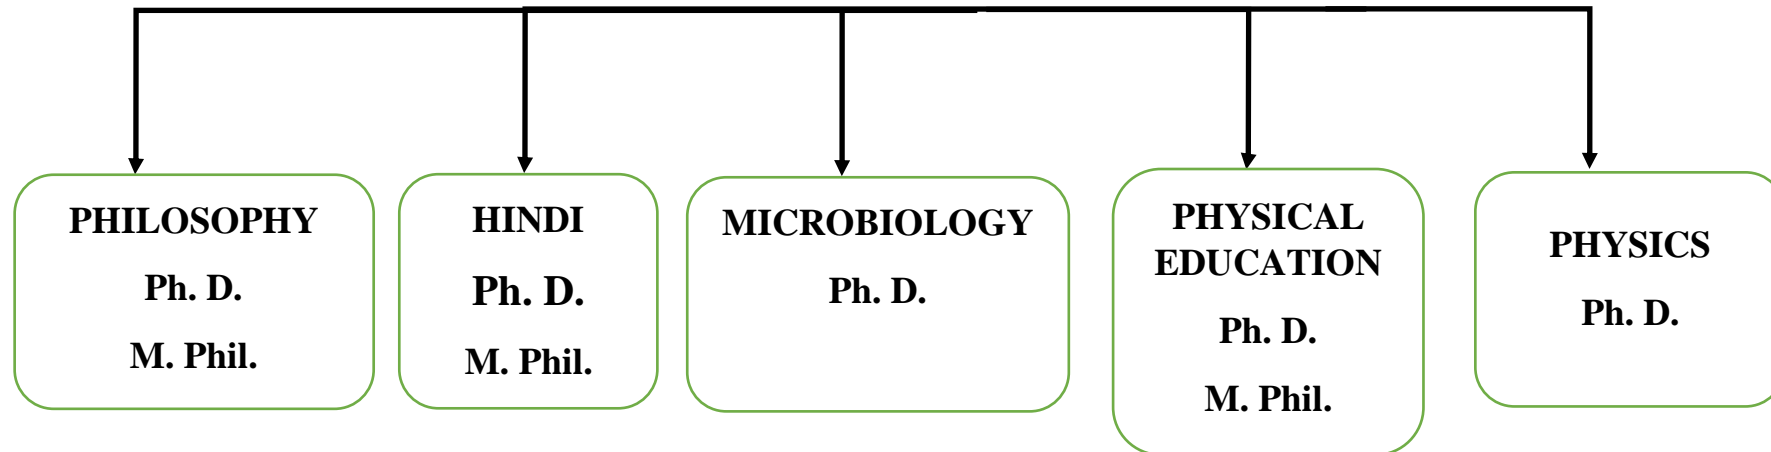 PHILOSOPHY
Ph. D.
M. Phil.
HINDI
Ph. D.
M. Phil.
MICROBIOLOGY
Ph. D.
PHYSICAL
EDUCATION
Ph. D.
M. Phil.
PHYSICS
Ph. D.